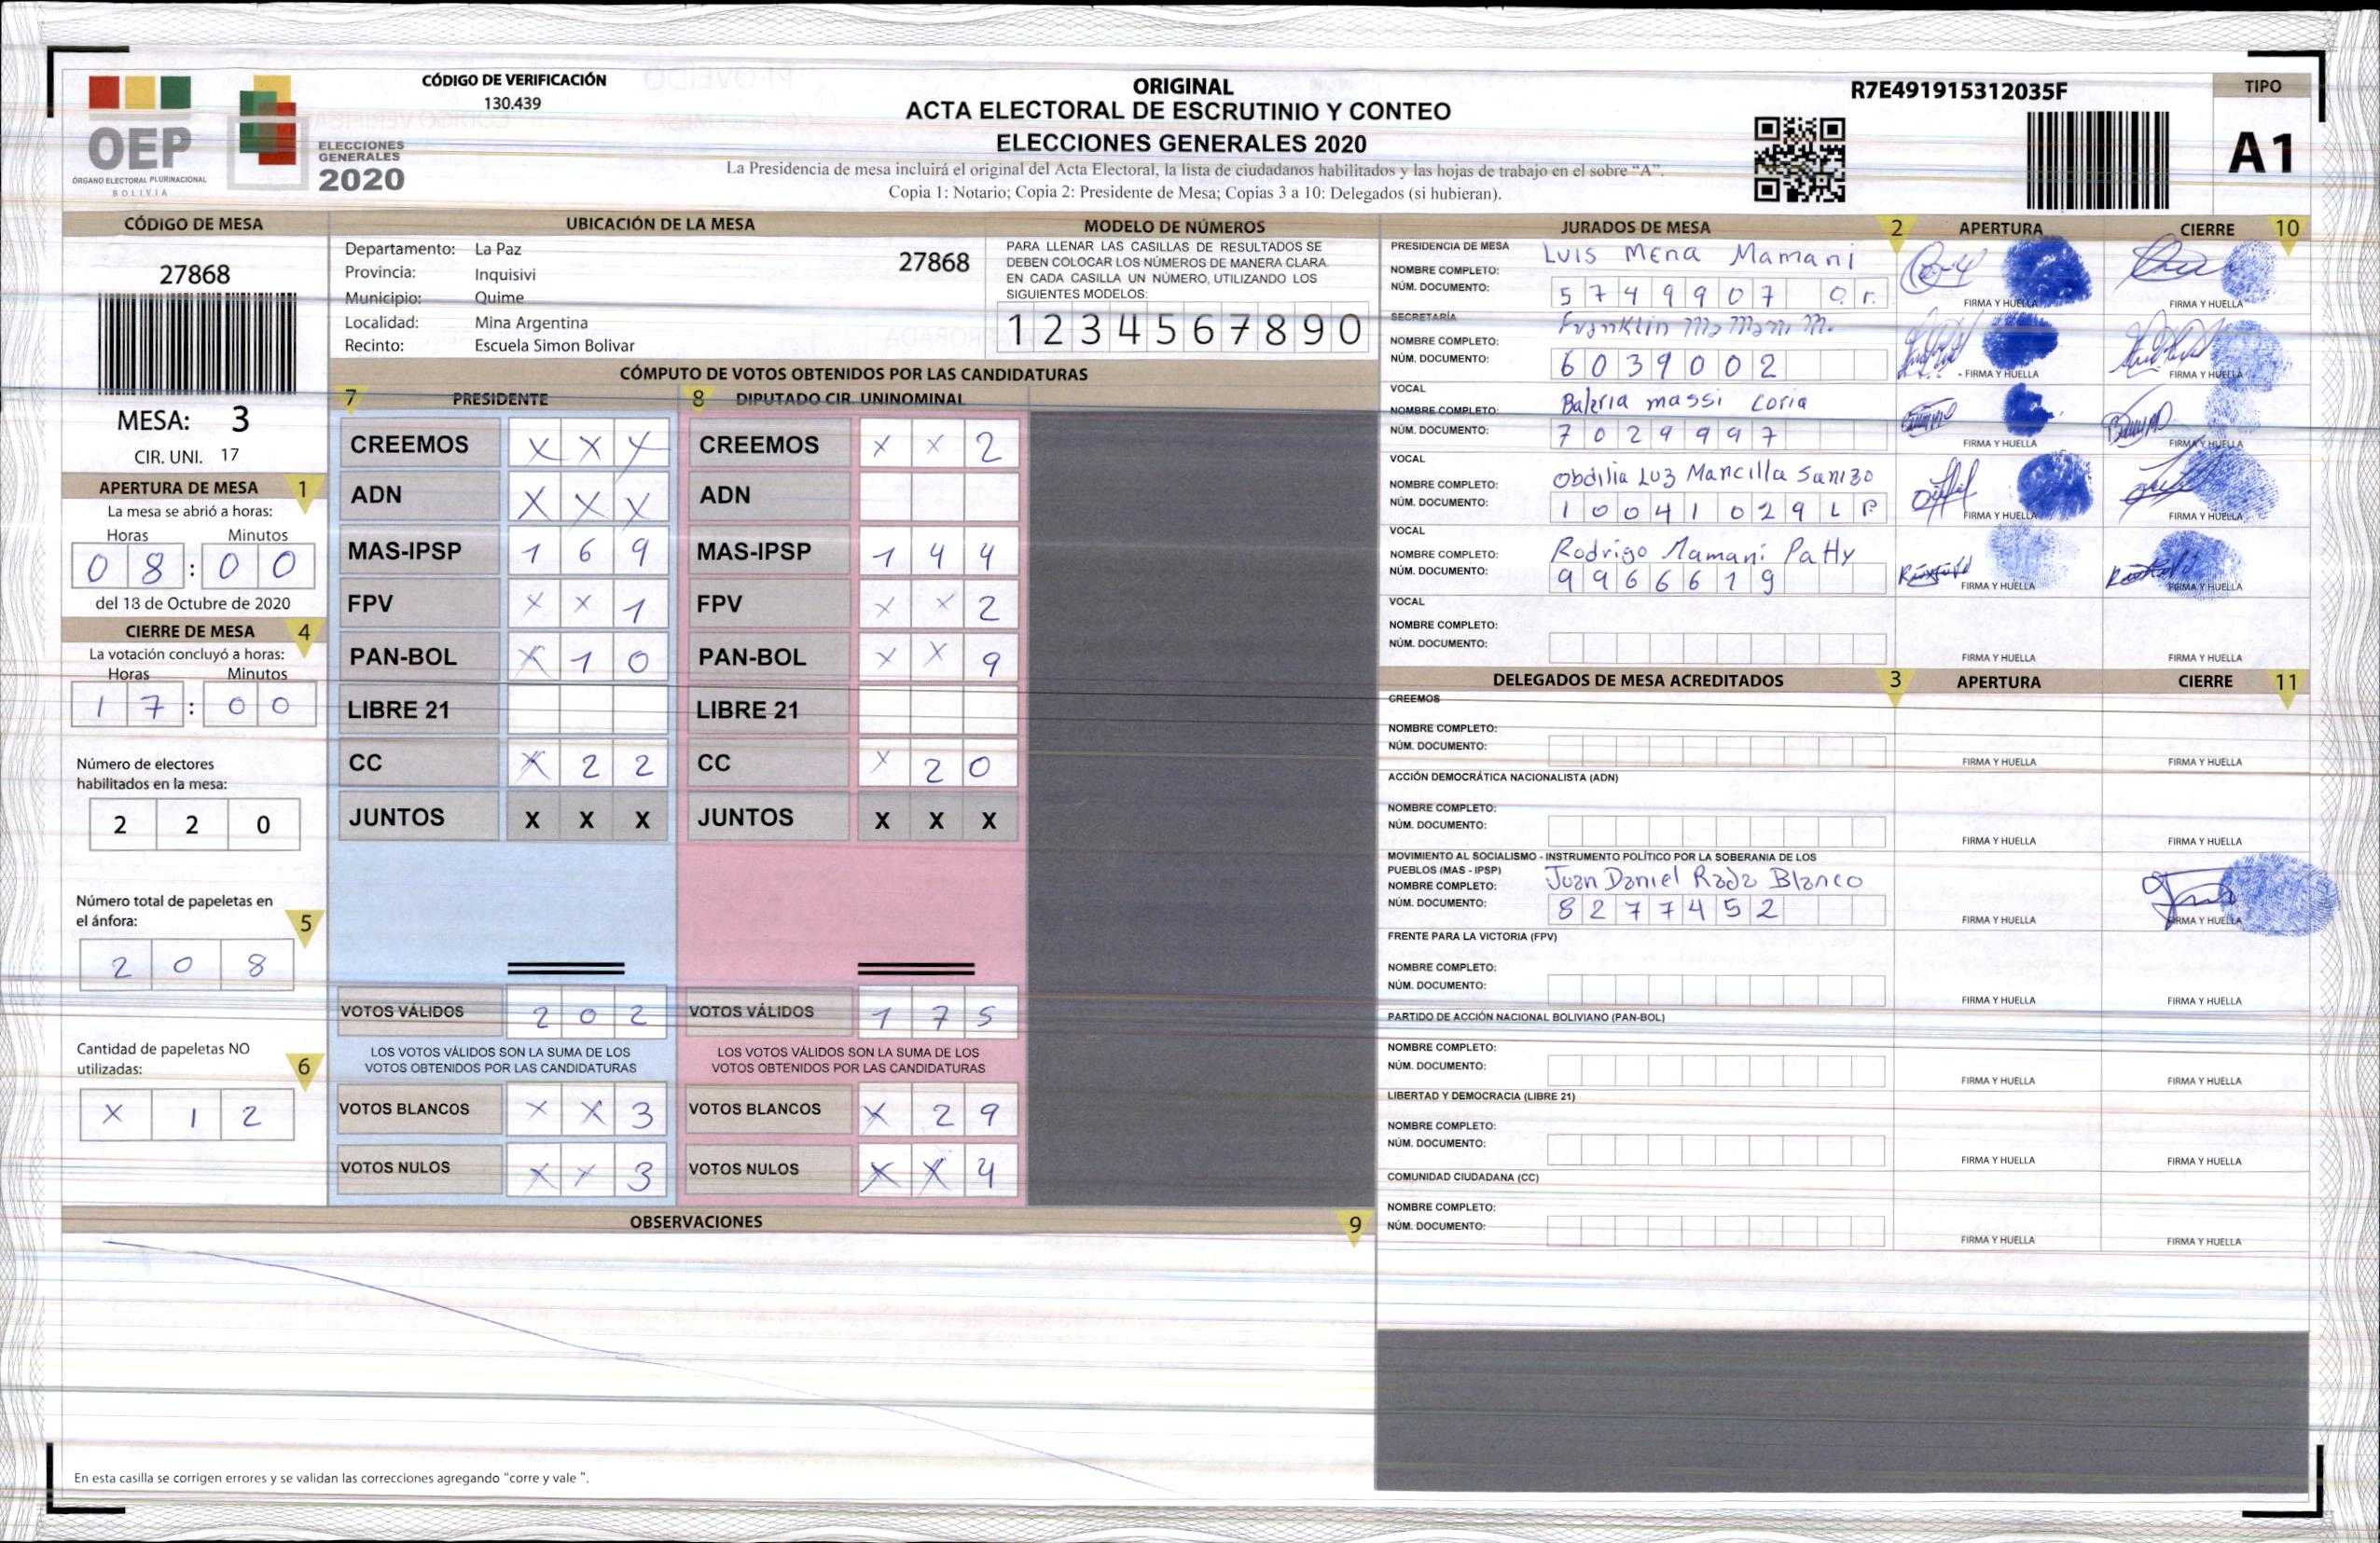 CÓDIGO DE VERIFICACIÓN
130.439
OEP
ÓRGANO ELECTORAL PLURINACIONAL
BOLIVIA
ELECCIONES
GENERALES
2020
ORIGINAL
ACTA ELECTORAL DE ESCRUTINIO Y CONTEO
ELECCIONES GENERALES 2020
La Presidencia de mesa incluirá el original del Acta Electoral, la lista de ciudadanos habilitados y las hojas de trabajo en el sobre "A".
Copia 1: Notario; Copia 2: Presidente de Mesa; Copias 3 a 10: Delegados (si hubieran).
R7E491915312035F
TIPO
A1
CÓDIGO DE MESA
27868
MESA: 3
CIR. UNI. 17
APERTURA DE MESA 1
La mesa se abrió a horas:
Horas Minutos
0 8 : 0 0
del 18 de Octubre de 2020
CIERRE DE MESA 4
La votación concluyó a horas:
Horas Minutos
1 7 : 0 0
Número de electores
habilitados en la mesa:
2 2 0
Número total de papeletas en
el ánfora: 5
2 0 8
Cantidad de papeletas NO
utilizadas: 6
X 1 2
UBICACIÓN DE LA MESA
Departamento: La Paz 27868
Provincia: Inquisivi
Municipio: Quime
Localidad: Mina Argentina
Recinto: Escuela Simon Bolivar
MODELO DE NÚMEROS
PARA LLENAR LAS CASILLAS DE RESULTADOS SE
DEBEN COLOCAR LOS NÚMEROS DE MANERA CLARA.
EN CADA CASILLA UN NÚMERO, UTILIZANDO LOS
SIGUIENTES MODELOS:
1 2 3 4 5 6 7 8 9 0
CÓMPUTO DE VOTOS OBTENIDOS POR LAS CANDIDATURAS
7 PRESIDENTE 8 DIPUTADO CIR. UNINOMINAL
CREEMOS X X X CREEMOS X X 2
ADN X X X ADN
MAS-IPSP 1 6 9 MAS-IPSP 1 4 4
FPV X X 1 FPV X X 2
PAN-BOL X 1 0 PAN-BOL X X 9
LIBRE 21 LIBRE 21
CC X 2 2 CC X 2 0
JUNTOS X X X JUNTOS X X X
VOTOS VÁLIDOS 2 0 2 VOTOS VÁLIDOS 1 7 5
LOS VOTOS VÁLIDOS SON LA SUMA DE LOS LOS VOTOS VÁLIDOS SON LA SUMA DE LOS
VOTOS OBTENIDOS POR LAS CANDIDATURAS VOTOS OBTENIDOS POR LAS CANDIDATURAS
VOTOS BLANCOS X X 3 VOTOS BLANCOS X 2 9
VOTOS NULOS X X 3 VOTOS NULOS X X 4
OBSERVACIONES 9
En esta casilla se corrigen errores y se validan las correcciones agregando "corre y vale ".
JURADOS DE MESA 2 APERTURA CIERRE 10
PRESIDENCIA DE MESA
NOMBRE COMPLETO: Luis Mena Mamani
NÚM. DOCUMENTO: 5 7 4 9 9 0 7 O r.
FIRMA Y HUELLA FIRMA Y HUELLA
SECRETARÍA
NOMBRE COMPLETO: Franklin Mamani M.
NÚM. DOCUMENTO: 6 0 3 9 0 0 2
FIRMA Y HUELLA FIRMA Y HUELLA
VOCAL
NOMBRE COMPLETO: Baleria massi Coria
NÚM. DOCUMENTO: 7 0 2 9 9 9 7
FIRMA Y HUELLA FIRMA Y HUELLA
VOCAL
NOMBRE COMPLETO: Obdilia Luz Mancilla Sanizo
NÚM. DOCUMENTO: 1 0 0 4 1 0 2 9 L P
FIRMA Y HUELLA FIRMA Y HUELLA
VOCAL
NOMBRE COMPLETO: Rodrigo Mamani Patty
NÚM. DOCUMENTO: 9 9 6 6 6 1 9
FIRMA Y HUELLA FIRMA Y HUELLA
VOCAL
NOMBRE COMPLETO:
NÚM. DOCUMENTO:
FIRMA Y HUELLA FIRMA Y HUELLA
DELEGADOS DE MESA ACREDITADOS 3 APERTURA CIERRE 11
CREEMOS
NOMBRE COMPLETO:
NÚM. DOCUMENTO:
FIRMA Y HUELLA FIRMA Y HUELLA
ACCIÓN DEMOCRÁTICA NACIONALISTA (ADN)
NOMBRE COMPLETO:
NÚM. DOCUMENTO:
FIRMA Y HUELLA FIRMA Y HUELLA
MOVIMIENTO AL SOCIALISMO - INSTRUMENTO POLÍTICO POR LA SOBERANIA DE LOS
PUEBLOS (MAS - IPSP)
NOMBRE COMPLETO: Juan Daniel Rada Blanco
NÚM. DOCUMENTO: 8 2 7 7 4 5 2
FIRMA Y HUELLA FIRMA Y HUELLA
FRENTE PARA LA VICTORIA (FPV)
NOMBRE COMPLETO:
NÚM. DOCUMENTO:
FIRMA Y HUELLA FIRMA Y HUELLA
PARTIDO DE ACCIÓN NACIONAL BOLIVIANO (PAN-BOL)
NOMBRE COMPLETO:
NÚM. DOCUMENTO:
FIRMA Y HUELLA FIRMA Y HUELLA
LIBERTAD Y DEMOCRACIA (LIBRE 21)
NOMBRE COMPLETO:
NÚM. DOCUMENTO:
FIRMA Y HUELLA FIRMA Y HUELLA
COMUNIDAD CIUDADANA (CC)
NOMBRE COMPLETO:
NÚM. DOCUMENTO:
FIRMA Y HUELLA FIRMA Y HUELLA